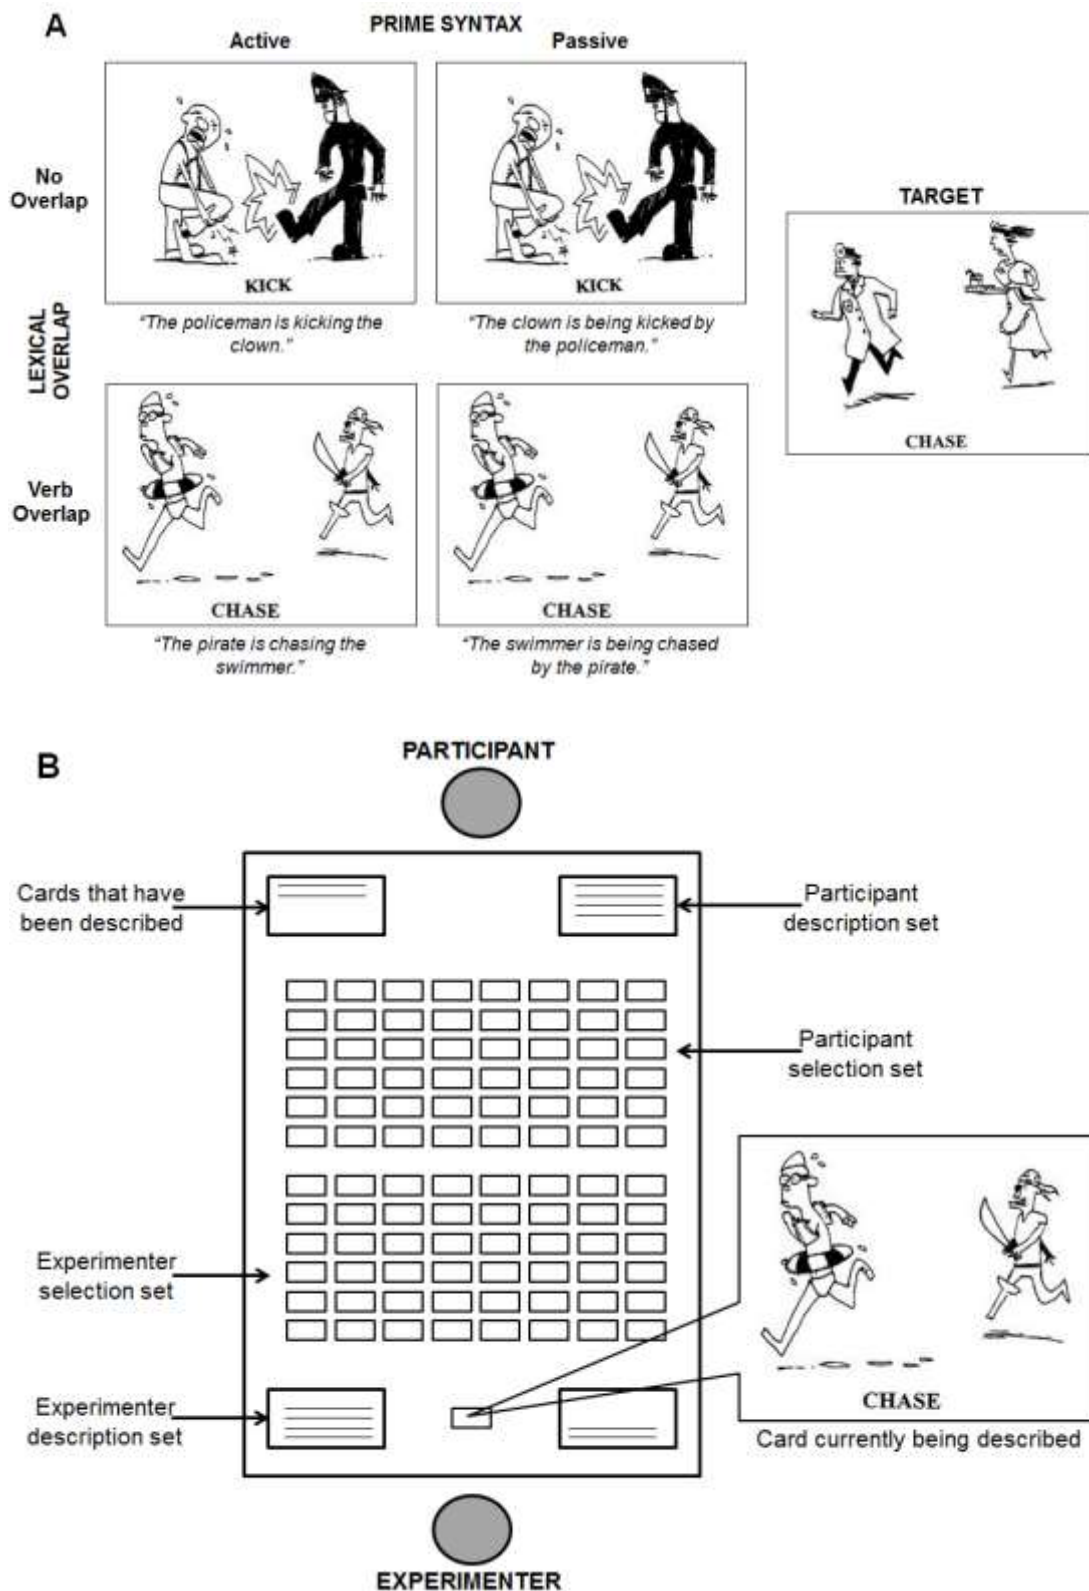 A
PRIME SYNTAX
Active
Passive
No
Overlap
KICK
KICK
"The policeman is kicking the
clown."
"The clown is being kicked by
the policeman."
TARGET
CHASE
LEXICAL
OVERLAP
Verb
Overlap
CHASE
CHASE
"The pirate is chasing the
swimmer."
"The swimmer is being chased
by the pirate."
B
PARTICIPANT
Cards that have
been described
Participant
description set
Participant
selection set
Experimenter
selection set
Experimenter
description set
CHASE
Card currently being described
EXPERIMENTER